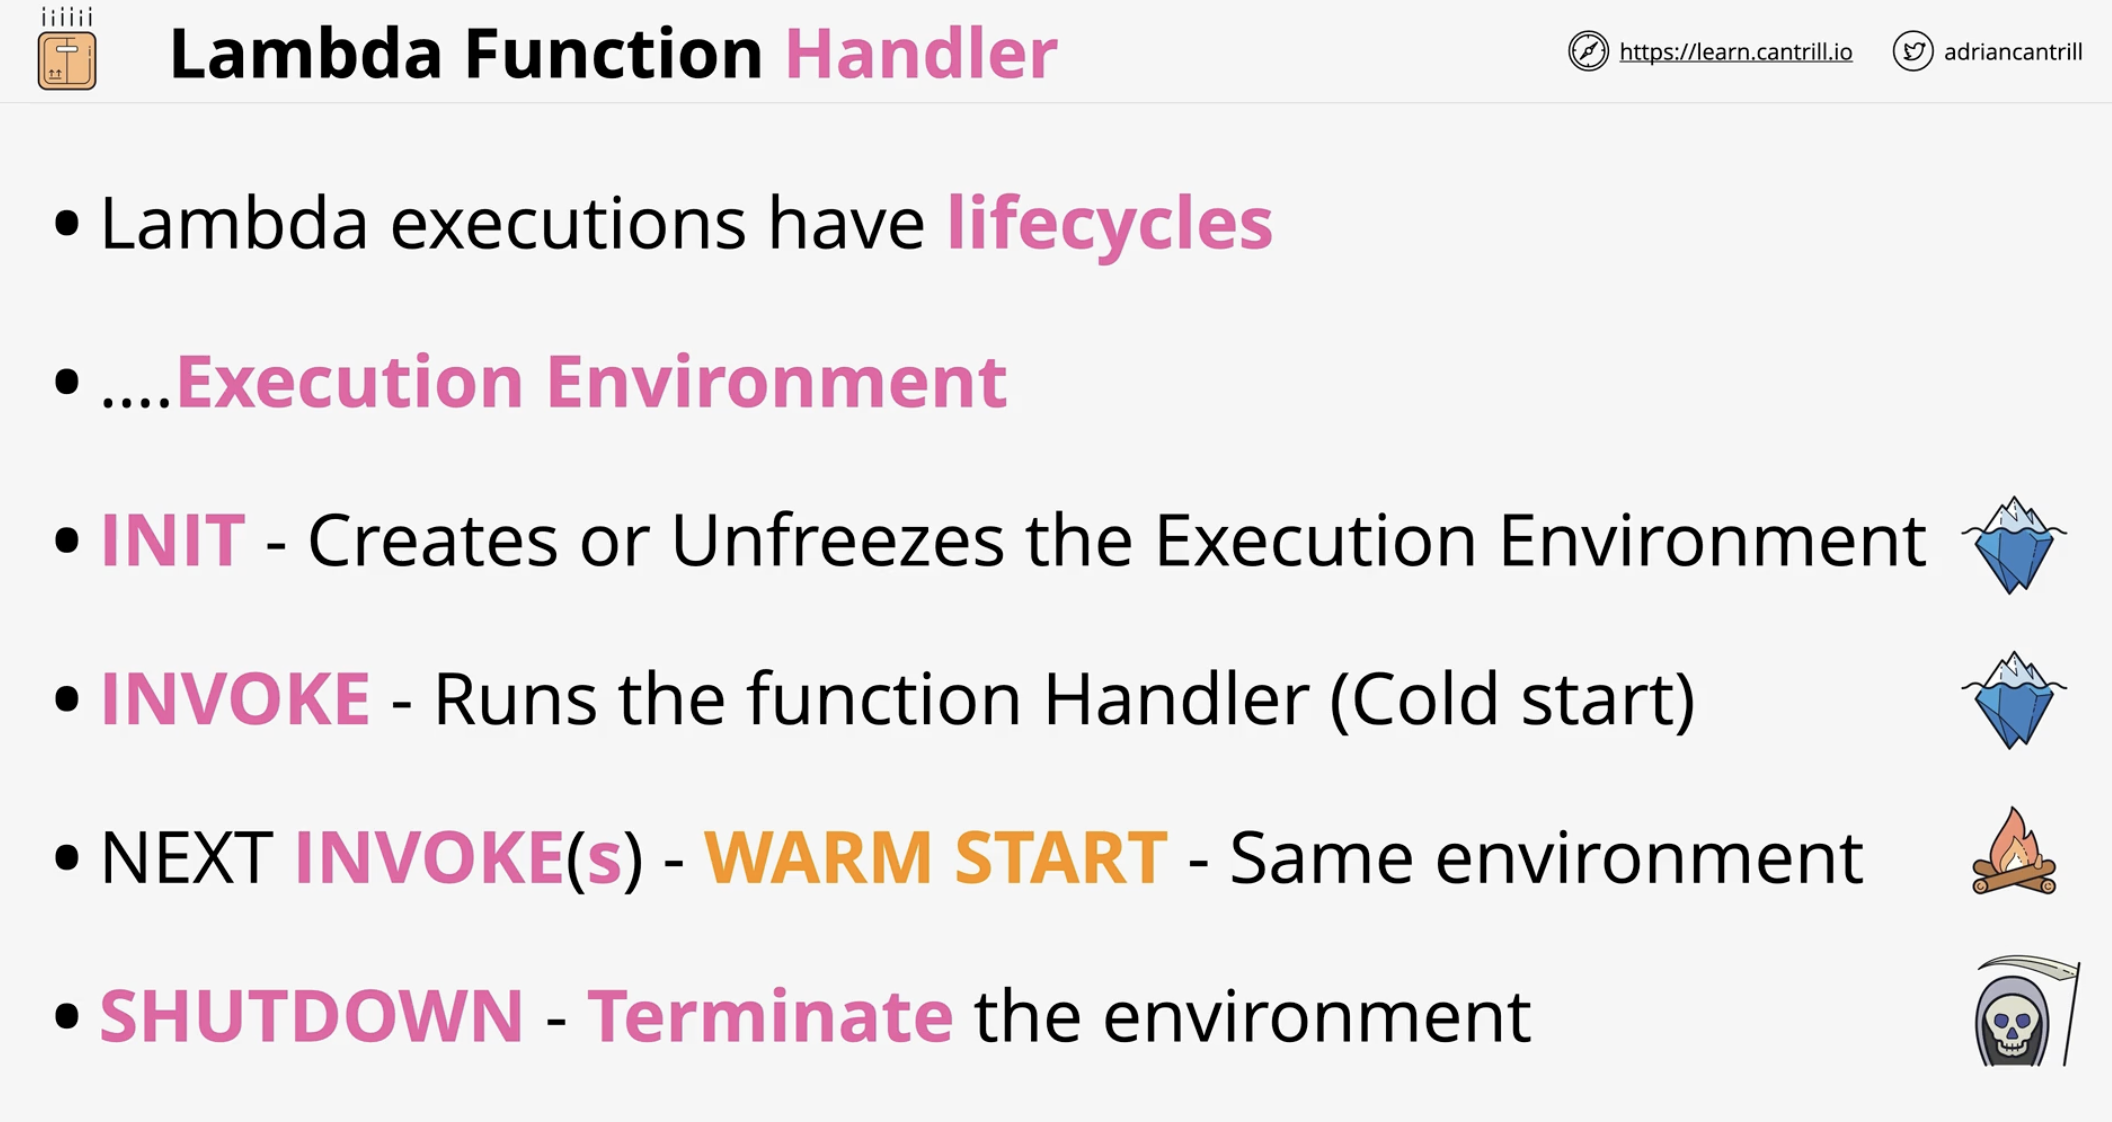 Lambda Function Handler
https://learn.cantrill.io
adriancantrill
• Lambda executions have lifecycles
• ....Execution Environment
• INIT - Creates or Unfreezes the Execution Environment
• INVOKE - Runs the function Handler (Cold start)
• NEXT INVOKE(s) - WARM START - Same environment
• SHUTDOWN - Terminate the environment